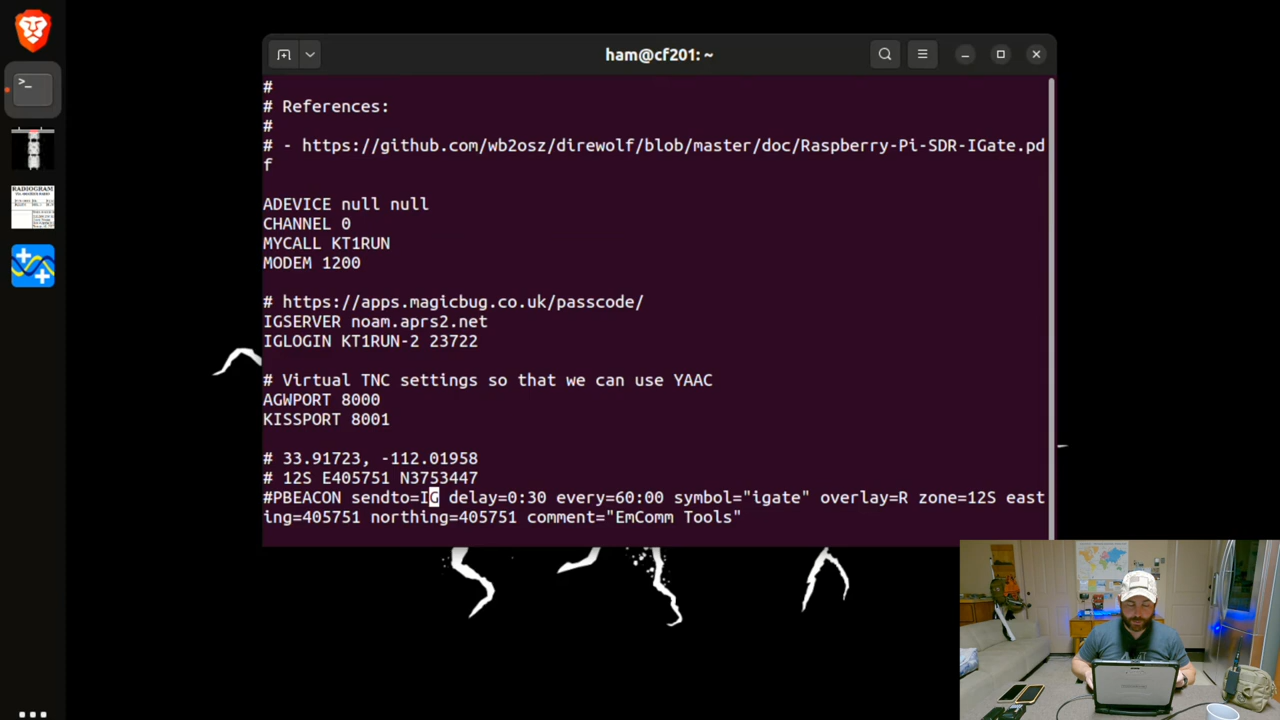 ham@cf201: ~
>_
RADIOGRAM
#
# References:
#
# - https://github.com/wb2osz/direwolf/blob/master/doc/Raspberry-Pi-SDR-IGate.pd
f
ADEVICE null null
CHANNEL 0
MYCALL KT1RUN
MODEM 1200
# https://apps.magicbug.co.uk/passcode/
IGSERVER noam.aprs2.net
IGLOGIN KT1RUN-2 23722
# Virtual TNC settings so that we can use YAAC
AGWPORT 8000
KISSPORT 8001
# 33.91723, -112.01958
# 12S E405751 N3753447
#PBEACON sendto=IG delay=0:30 every=60:00 symbol="igate" overlay=R zone=12S east
ing=405751 northing=405751 comment="EmComm Tools"